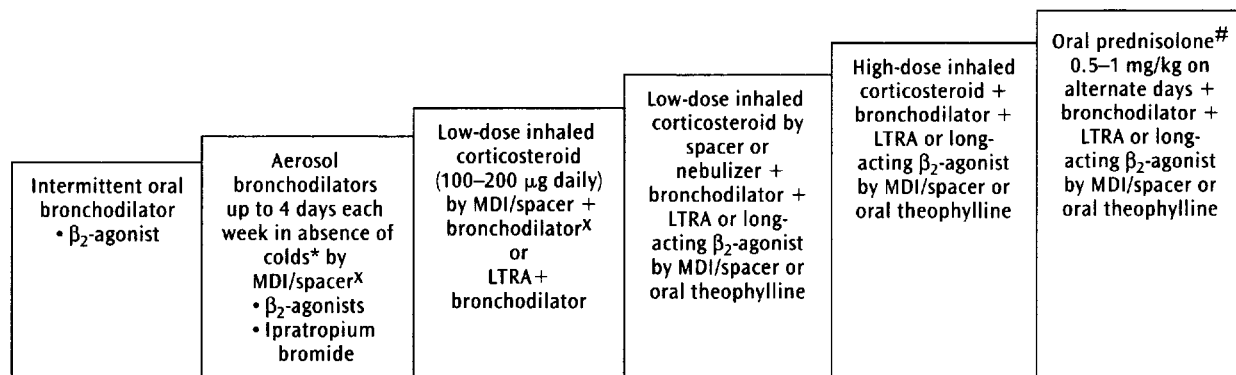 Intermittent oral
bronchodilator
• β₂-agonist
Aerosol
bronchodilators
up to 4 days each
week in absence of
colds* by
MDI/spacerˣ
• β₂-agonists
• Ipratropium
bromide
Low-dose inhaled
corticosteroid
(100–200 μg daily)
by MDI/spacer +
bronchodilatorˣ
or
LTRA+
bronchodilator
Low-dose inhaled
corticosteroid by
spacer or
nebulizer +
bronchodilator +
LTRA or long-
acting β₂-agonist
by MDI/spacer or
oral theophylline
High-dose inhaled
corticosteroid +
bronchodilator +
LTRA or long-
acting β₂-agonist
by MDI/spacer or
oral theophylline
Oral prednisolone#
0.5–1 mg/kg on
alternate days +
bronchodilator +
LTRA or long-
acting β₂-agonist
by MDI/spacer or
oral theophylline